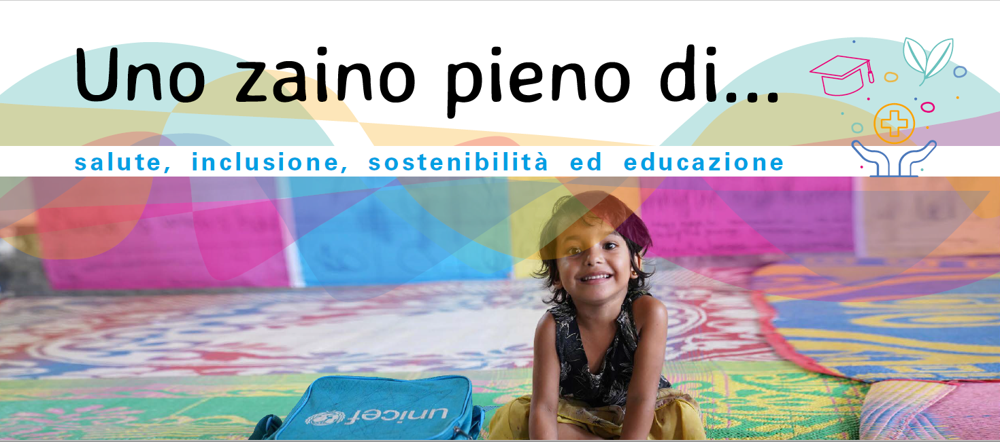 Uno zaino pieno di...
salute, inclusione, sostenibilità ed educazione
unicef